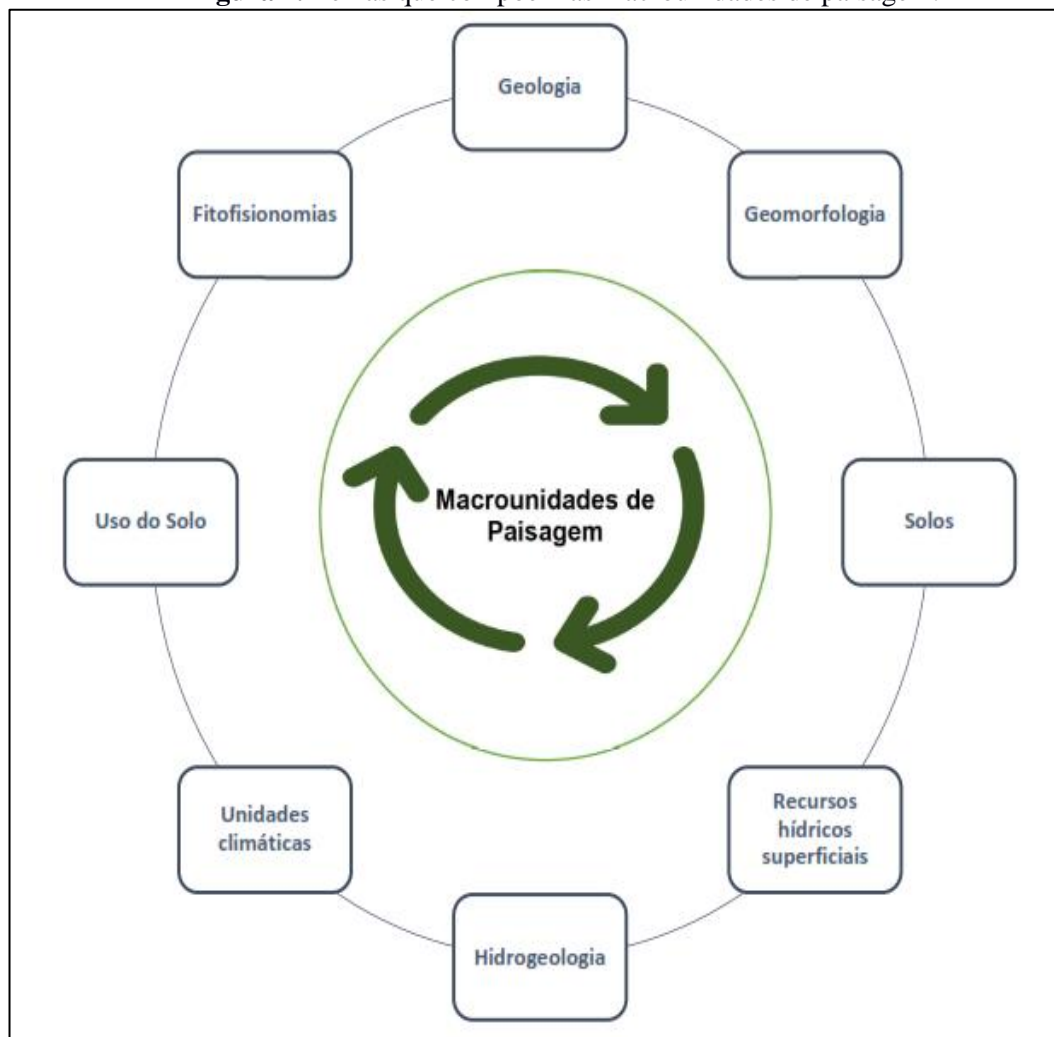 Geologia
Fitofisionomias
Geomorfologia
Uso do Solo
Macrounidades de
Paisagem
Solos
Unidades
climáticas
Recursos
hídricos
superficiais
Hidrogeologia